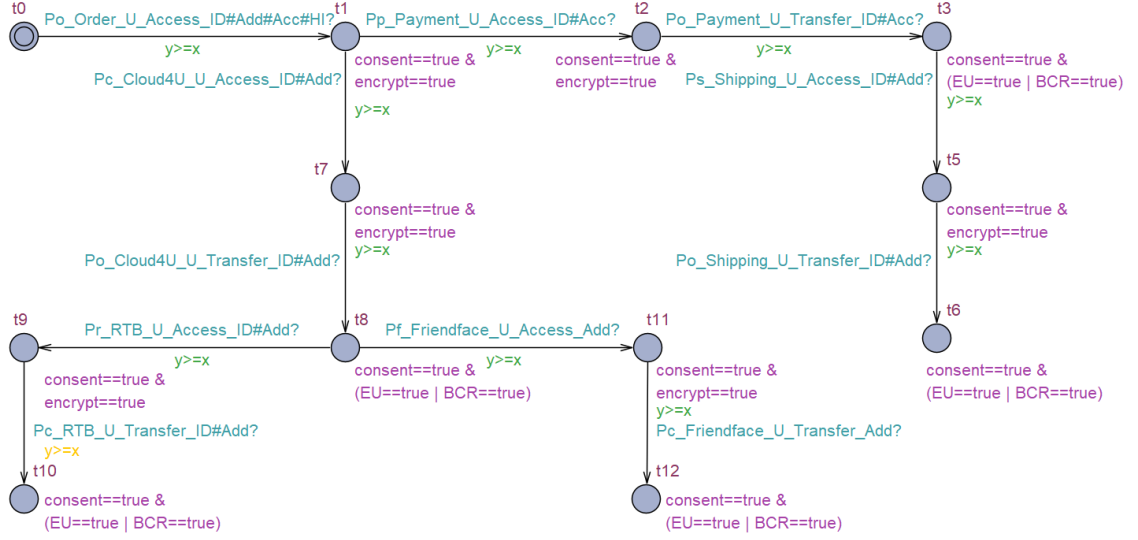 t0
Po_Order_U_Access_ID#Add#Acc#HI?
y>=x
t1
Pp_Payment_U_Access_ID#Acc?
y>=x
t2
Po_Payment_U_Transfer_ID#Acc?
y>=x
t3
consent==true &
encrypt==true
Pc_Cloud4U_U_Access_ID#Add?
y>=x
consent==true &
encrypt==true
consent==true &
(EU==true | BCR==true)
Ps_Shipping_U_Access_ID#Add?
y>=x
t7
consent==true &
encrypt==true
t5
consent==true &
encrypt==true
y>=x
Po_Cloud4U_U_Transfer_ID#Add?
y>=x
Po_Shipping_U_Transfer_ID#Add?
t9
Pr_RTB_U_Access_ID#Add?
y>=x
t8
Pf_Friendface_U_Access_Add?
y>=x
t11
t6
consent==true &
encrypt==true
consent==true &
(EU==true | BCR==true)
consent==true &
encrypt==true
y>=x
consent==true &
(EU==true | BCR==true)
Pc_RTB_U_Transfer_ID#Add?
y>=x
Pc_Friendface_U_Transfer_Add?
t10
consent==true &
(EU==true | BCR==true)
t12
consent==true &
(EU==true | BCR==true)